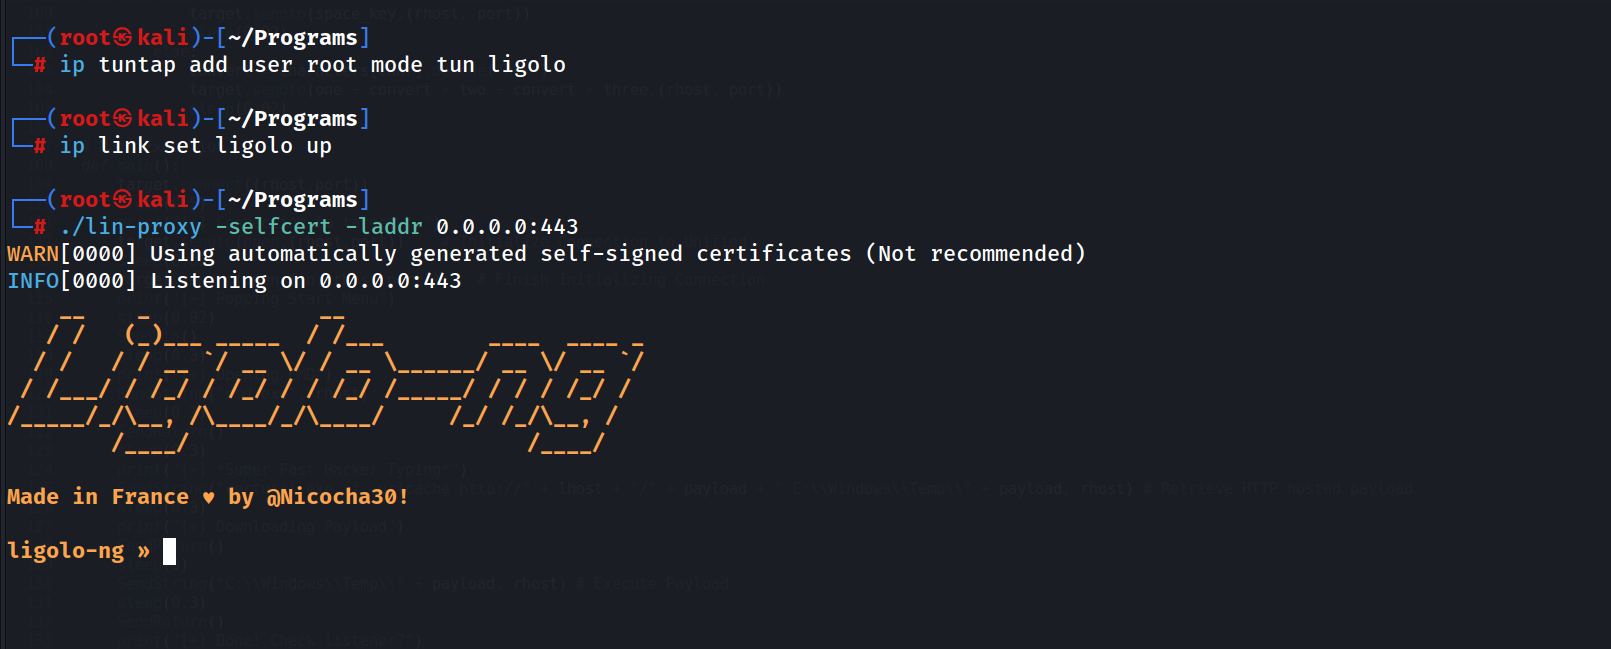 ┌──(root㉿kali)-[~/Programs]
└─# ip tuntap add user root mode tun ligolo
┌──(root㉿kali)-[~/Programs]
└─# ip link set ligolo up
┌──(root㉿kali)-[~/Programs]
└─# ./lin-proxy -selfcert -laddr 0.0.0.0:443
WARN[0000] Using automatically generated self-signed certificates (Not recommended)
INFO[0000] Listening on 0.0.0.0:443
Ligolo-ng
Made in France ♥ by @Nicocha30!
ligolo-ng »